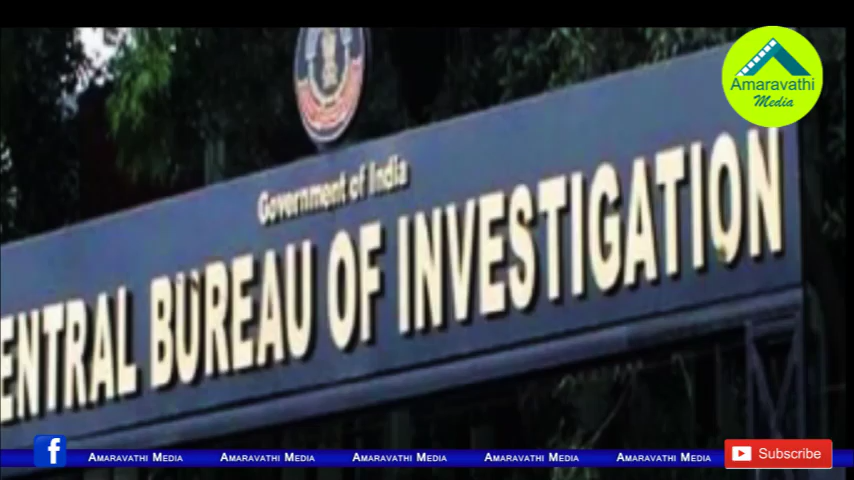 Amaravathi
Media
Government of India
ENTRAL BUREAU OF INVESTIGATION
f AMARAVATHI MEDIA AMARAVATHI MEDIA AMARAVATHI MEDIA AMARAVATHI MEDIA AMARAVATHI MEDIA Subscribe